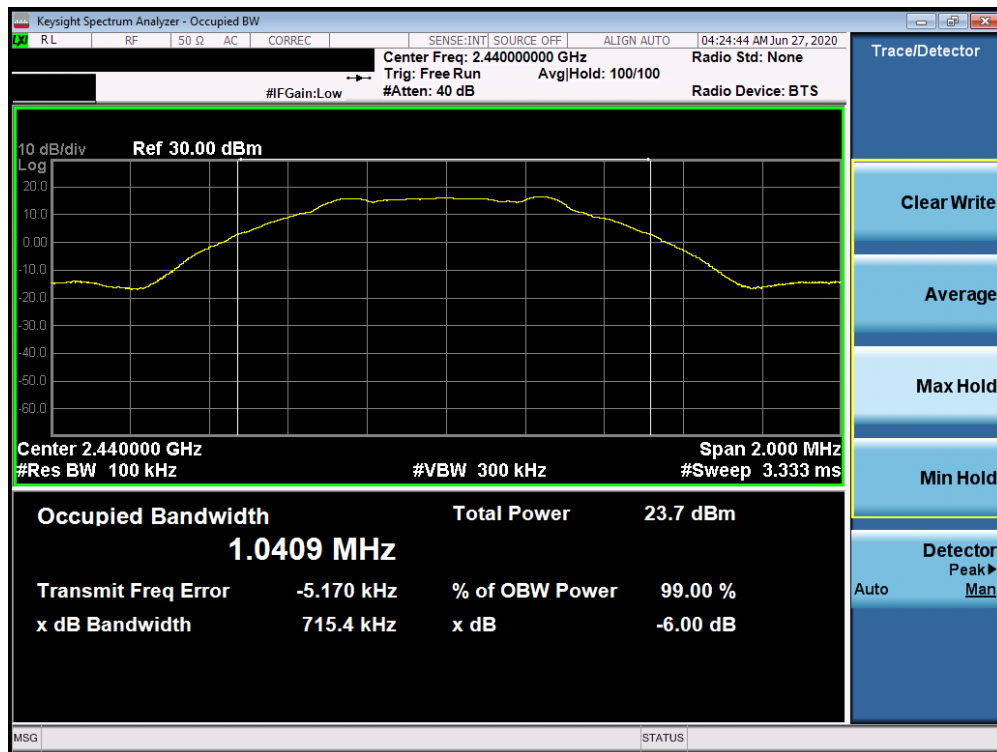 Keysight Spectrum Analyzer - Occupied BW
LXI RL RF 50 Ω AC CORREC SENSE:INT SOURCE OFF ALIGN AUTO 04:24:44 AM Jun 27, 2020
Center Freq: 2.440000000 GHz Radio Std: None
Trig: Free Run Avg|Hold: 100/100
#IFGain:Low #Atten: 40 dB Radio Device: BTS
10 dB/div Ref 30.00 dBm
Log
20.0
10.0
0.00
-10.0
-20.0
-30.0
-40.0
-50.0
-60.0
Center 2.440000 GHz Span 2.000 MHz
#Res BW 100 kHz #VBW 300 kHz #Sweep 3.333 ms
Occupied Bandwidth Total Power 23.7 dBm
1.0409 MHz
Transmit Freq Error -5.170 kHz % of OBW Power 99.00 %
x dB Bandwidth 715.4 kHz x dB -6.00 dB
MSG STATUS
Trace/Detector
Clear Write
Average
Max Hold
Min Hold
Detector
Peak▶
Auto Man